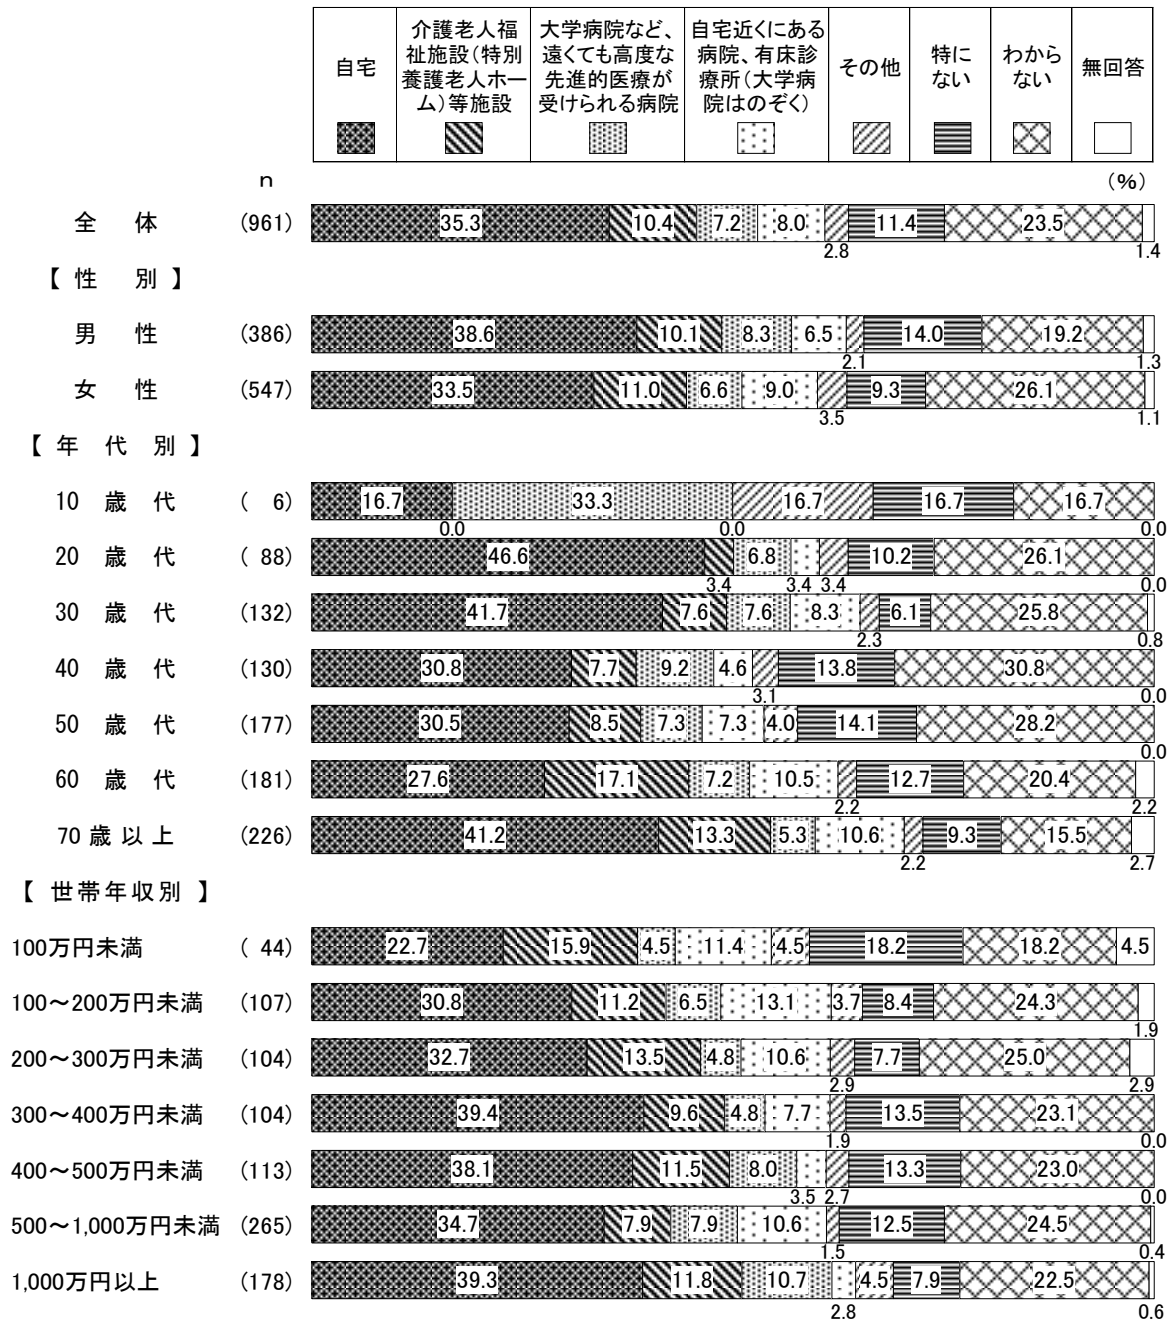 自宅
介護老人福
祉施設(特別
養護老人ホー
ム)等施設
大学病院など、
遠くても高度な
先進的医療が
受けられる病院
自宅近くにある
病院、有床診
療所(大学病
院はのぞく)
その他
特に
ない
わから
ない
無回答
n
(%)
全 体 (961) 35.3 10.4 7.2 8.0 11.4 23.5
2.8 1.4
【 性 別 】
男 性 (386) 38.6 10.1 8.3 6.5 14.0 19.2
2.1 1.3
女 性 (547) 33.5 11.0 6.6 9.0 9.3 26.1
3.5 1.1
【 年 代 別 】
10 歳 代 ( 6) 16.7 33.3 16.7 16.7 16.7
0.0 0.0 0.0
20 歳 代 ( 88) 46.6 6.8 10.2 26.1
3.4 3.4 3.4 0.0
30 歳 代 (132) 41.7 7.6 7.6 8.3 6.1 25.8
2.3 0.8
40 歳 代 (130) 30.8 7.7 9.2 4.6 13.8 30.8
3.1 0.0
50 歳 代 (177) 30.5 8.5 7.3 7.3 4.0 14.1 28.2
0.0
60 歳 代 (181) 27.6 17.1 7.2 10.5 12.7 20.4
2.2 2.2
70 歳 以 上 (226) 41.2 13.3 5.3 10.6 9.3 15.5
2.2 2.7
【 世帯年収別 】
100万円未満 ( 44) 22.7 15.9 4.5 11.4 4.5 18.2 18.2 4.5
100～200万円未満 (107) 30.8 11.2 6.5 13.1 3.7 8.4 24.3
1.9
200～300万円未満 (104) 32.7 13.5 4.8 10.6 7.7 25.0
2.9 2.9
300～400万円未満 (104) 39.4 9.6 4.8 7.7 13.5 23.1
1.9 0.0
400～500万円未満 (113) 38.1 11.5 8.0 13.3 23.0
3.5 2.7 0.0
500～1,000万円未満 (265) 34.7 7.9 7.9 10.6 12.5 24.5
1.5 0.4
1,000万円以上 (178) 39.3 11.8 10.7 4.5 7.9 22.5
2.8 0.6